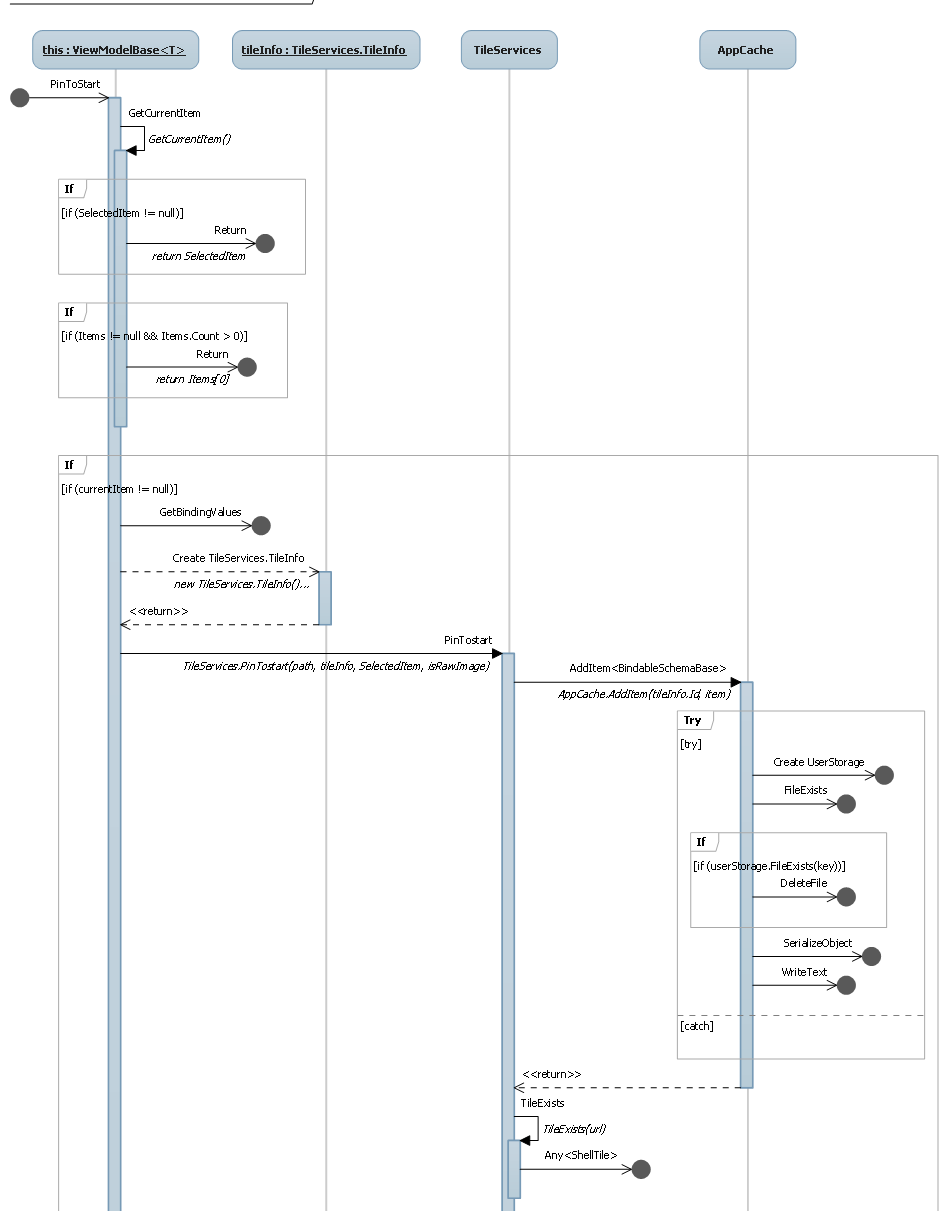 this : ViewModelBase<T>
tileInfo : TileServices.TileInfo
TileServices
AppCache
PinToStart
GetCurrentItem
GetCurrentItem()
If
[if (SelectedItem != null)]
Return
return SelectedItem
If
[if (Items != null && Items.Count > 0)]
Return
return Items[0]
If
[if (currentItem != null)]
GetBindingValues
Create TileServices.TileInfo
new TileServices.TileInfo()...
<<return>>
PinTostart
TileServices.PinTostart(path, tileInfo, SelectedItem, isRawImage)
AddItem<BindableSchemaBase>
AppCache.AddItem(tileInfo.Id, item)
Try
[try]
Create UserStorage
FileExists
If
[if (userStorage.FileExists(key))]
DeleteFile
SerializeObject
WriteText
[catch]
<<return>>
TileExists
TileExists(url)
Any<ShellTile>